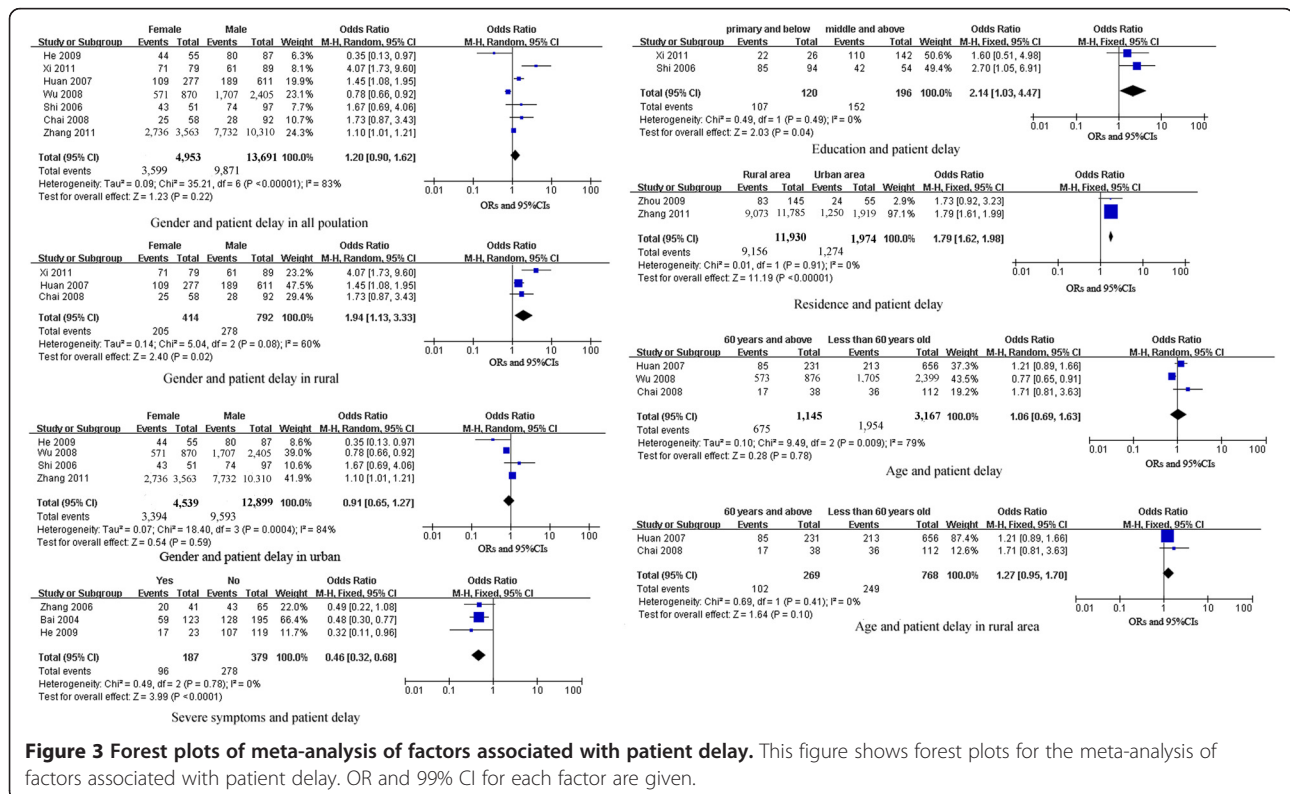 Female Male Odds Ratio Odds Ratio
Study or Subgroup Events Total Events Total Weight M-H, Random, 95% CI M-H, Random, 95% CI
He 2009 44 55 80 87 6.3% 0.35 [0.13, 0.97]
Xi 2011 71 79 61 89 8.1% 4.07 [1.73, 9.60]
Huan 2007 109 277 189 611 19.9% 1.45 [1.08, 1.95]
Wu 2008 571 870 1,707 2,405 23.1% 0.78 [0.66, 0.92]
Shi 2006 43 51 74 97 7.7% 1.67 [0.69, 4.06]
Chai 2008 25 58 28 92 10.7% 1.73 [0.87, 3.43]
Zhang 2011 2,736 3,563 7,732 10,310 24.3% 1.10 [1.01, 1.21]
Total (95% CI) 4,953 13,691 100.0% 1.20 [0.90, 1.62]
Total events 3,599 9,871
Heterogeneity: Tau² = 0.09; Chi² = 35.21, df = 6 (P <0.00001); I² = 83%
Test for overall effect: Z = 1.23 (P = 0.22)
0.01 0.1 1 10 100
ORs and 95%CIs
Gender and patient delay in all poulation
Female Male Odds Ratio Odds Ratio
Study or Subgroup Events Total Events Total Weight M-H, Random, 95% CI M-H, Random, 95% CI
Xi 2011 71 79 61 89 23.2% 4.07 [1.73, 9.60]
Huan 2007 109 277 189 611 47.5% 1.45 [1.08, 1.95]
Chai 2008 25 58 28 92 29.4% 1.73 [0.87, 3.43]
Total (95% CI) 414 792 100.0% 1.94 [1.13, 3.33]
Total events 205 278
Heterogeneity: Tau² = 0.14; Chi² = 5.04, df = 2 (P = 0.08); I² = 60%
Test for overall effect: Z = 2.40 (P = 0.02)
0.01 0.1 1 10 100
ORs and 95%CIs
Gender and patient delay in rural
Female Male Odds Ratio Odds Ratio
Study or Subgroup Events Total Events Total Weight M-H, Random, 95% CI M-H, Random, 95% CI
He 2009 44 55 80 87 8.6% 0.35 [0.13, 0.97]
Wu 2008 571 870 1,707 2,405 39.0% 0.78 [0.66, 0.92]
Shi 2006 43 51 74 97 10.6% 1.67 [0.69, 4.06]
Zhang 2011 2,736 3,563 7,732 10,310 41.9% 1.10 [1.01, 1.21]
Total (95% CI) 4,539 12,899 100.0% 0.91 [0.65, 1.27]
Total events 3,394 9,593
Heterogeneity: Tau² = 0.07; Chi² = 18.40, df = 3 (P = 0.0004); I² = 84%
Test for overall effect: Z = 0.54 (P = 0.59)
0.01 0.1 1 10 100
ORs and 95%CIs
Gender and patient delay in urban
Yes No Odds Ratio Odds Ratio
Study or Subgroup Events Total Events Total Weight M-H, Fixed, 95% CI M-H, Fixed, 95% CI
Zhang 2006 20 41 43 65 22.0% 0.49 [0.22, 1.08]
Bai 2004 59 123 128 195 66.4% 0.48 [0.30, 0.77]
He 2009 17 23 107 119 11.7% 0.32 [0.11, 0.96]
Total (95% CI) 187 379 100.0% 0.46 [0.32, 0.68]
Total events 96 278
Heterogeneity: Chi² = 0.49, df = 2 (P = 0.78); I² = 0%
Test for overall effect: Z = 3.99 (P <0.0001)
0.01 0.1 1 10 100
ORs and 95%CIs
Severe symptoms and patient delay
primary and below middle and above Odds Ratio Odds Ratio
Study or Subgroup Events Total Events Total Weight M-H, Fixed, 95% CI M-H, Fixed, 95% CI
Xi 2011 22 26 110 142 50.6% 1.60 [0.51, 4.98]
Shi 2006 85 94 42 54 49.4% 2.70 [1.05, 6.91]
Total (95% CI) 120 196 100.0% 2.14 [1.03, 4.47]
Total events 107 152
Heterogeneity: Chi² = 0.49, df = 1 (P = 0.49); I² = 0%
Test for overall effect: Z = 2.03 (P = 0.04)
0.01 0.1 1 10 100
ORs and 95%CIs
Education and patient delay
Rural area Urban area Odds Ratio Odds Ratio
Study or Subgroup Events Total Events Total Weight M-H, Fixed, 95% CI M-H, Fixed, 95% CI
Zhou 2009 83 145 24 55 2.9% 1.73 [0.92, 3.23]
Zhang 2011 9,073 11,785 1,250 1,919 97.1% 1.79 [1.61, 1.99]
Total (95% CI) 11,930 1,974 100.0% 1.79 [1.62, 1.98]
Total events 9,156 1,274
Heterogeneity: Chi² = 0.01, df = 1 (P = 0.91); I² = 0%
Test for overall effect: Z = 11.19 (P <0.00001)
0.01 0.1 1 10 100
ORs and 95%CIs
Residence and patient delay
60 years and above Less than 60 years old Odds Ratio Odds Ratio
Study or Subgroup Events Total Events Total Weight M-H, Random, 95% CI M-H, Random, 95% CI
Huan 2007 85 231 213 656 37.3% 1.21 [0.89, 1.66]
Wu 2008 573 876 1,705 2,399 43.5% 0.77 [0.65, 0.91]
Chai 2008 17 38 36 112 19.2% 1.71 [0.81, 3.63]
Total (95% CI) 1,145 3,167 100.0% 1.06 [0.69, 1.63]
Total events 675 1,954
Heterogeneity: Tau² = 0.10; Chi² = 9.49, df = 2 (P = 0.009); I² = 79%
Test for overall effect: Z = 0.28 (P = 0.78)
0.01 0.1 1 10 100
ORs and 95%CIs
Age and patient delay
60 years and above Less than 60 years old Odds Ratio Odds Ratio
Study or Subgroup Events Total Events Total Weight M-H, Fixed, 95% CI M-H, Fixed, 95% CI
Huan 2007 85 231 213 656 87.4% 1.21 [0.89, 1.66]
Chai 2008 17 38 36 112 12.6% 1.71 [0.81, 3.63]
Total (95% CI) 269 768 100.0% 1.27 [0.95, 1.70]
Total events 102 249
Heterogeneity: Chi² = 0.69, df = 1 (P = 0.41); I² = 0%
Test for overall effect: Z = 1.64 (P = 0.10)
0.01 0.1 1 10 100
ORs and 95%CIs
Age and patient delay in rural area
Figure 3 Forest plots of meta-analysis of factors associated with patient delay. This figure shows forest plots for the meta-analysis of
factors associated with patient delay. OR and 99% CI for each factor are given.